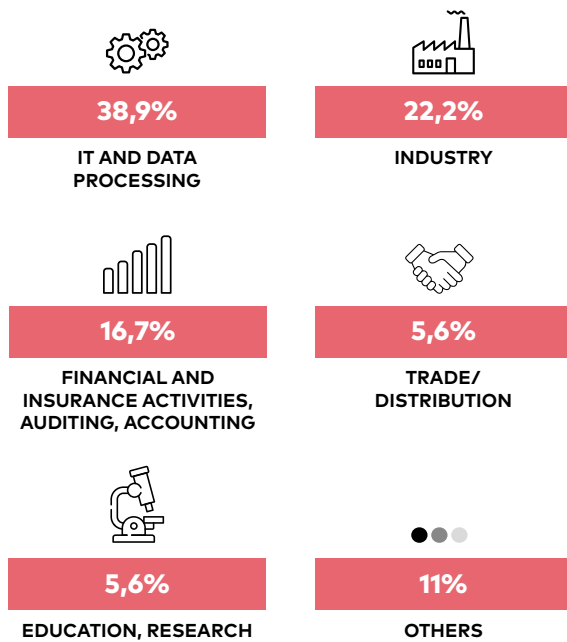 38,9%
IT AND DATA
PROCESSING
22,2%
INDUSTRY
16,7%
FINANCIAL AND
INSURANCE ACTIVITIES,
AUDITING, ACCOUNTING
5,6%
TRADE/
DISTRIBUTION
5,6%
EDUCATION, RESEARCH
11%
OTHERS